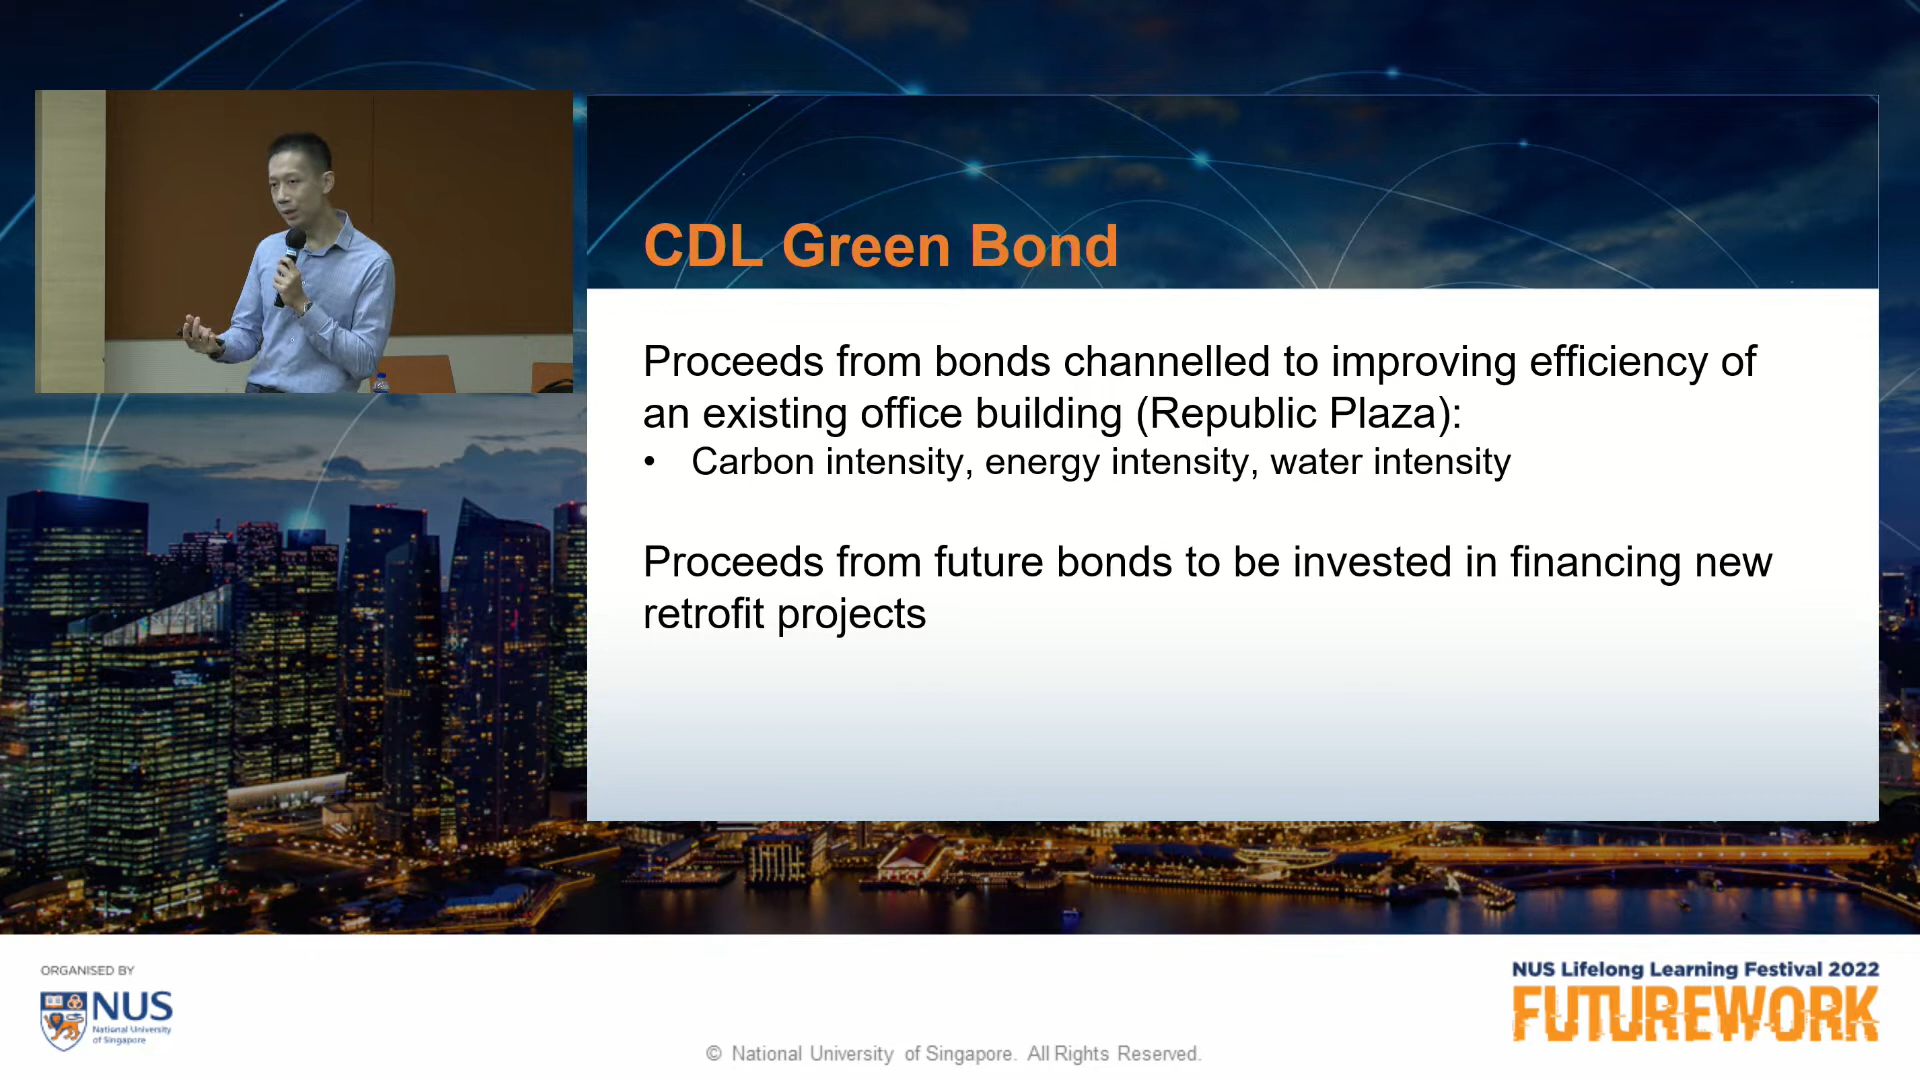 CDL Green Bond
Proceeds from bonds channelled to improving efficiency of
an existing office building (Republic Plaza):
• Carbon intensity, energy intensity, water intensity
Proceeds from future bonds to be invested in financing new
retrofit projects
ORGANISED BY
NUS
National University
of Singapore
© National University of Singapore. All Rights Reserved.
NUS Lifelong Learning Festival 2022
FUTUREWORK